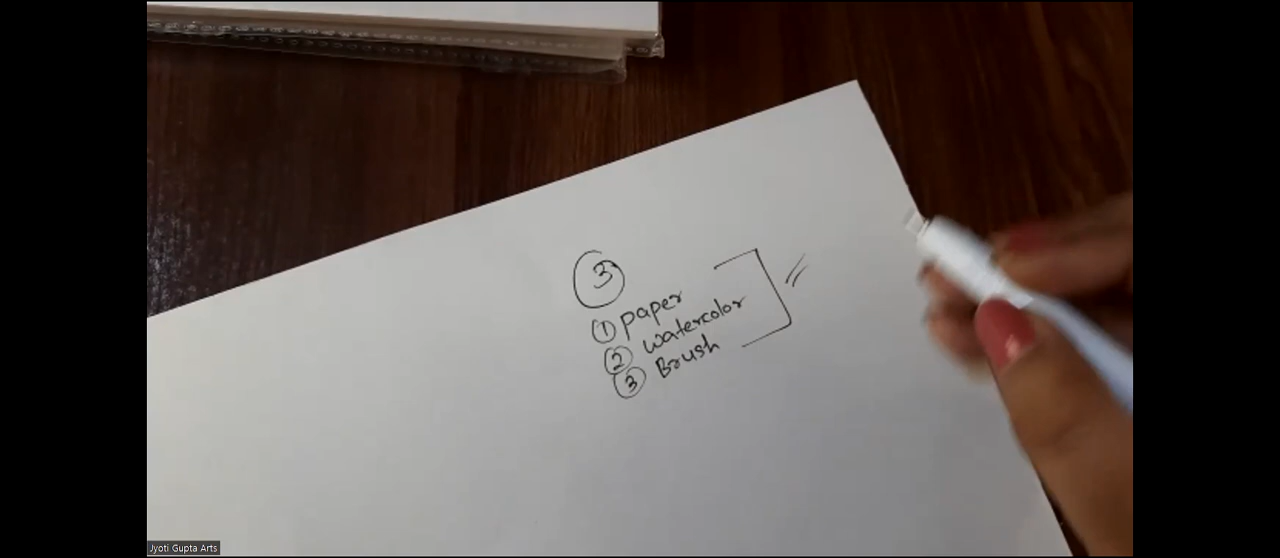 3
① paper
② watercolor
③ Brush
Jyoti Gupta Arts